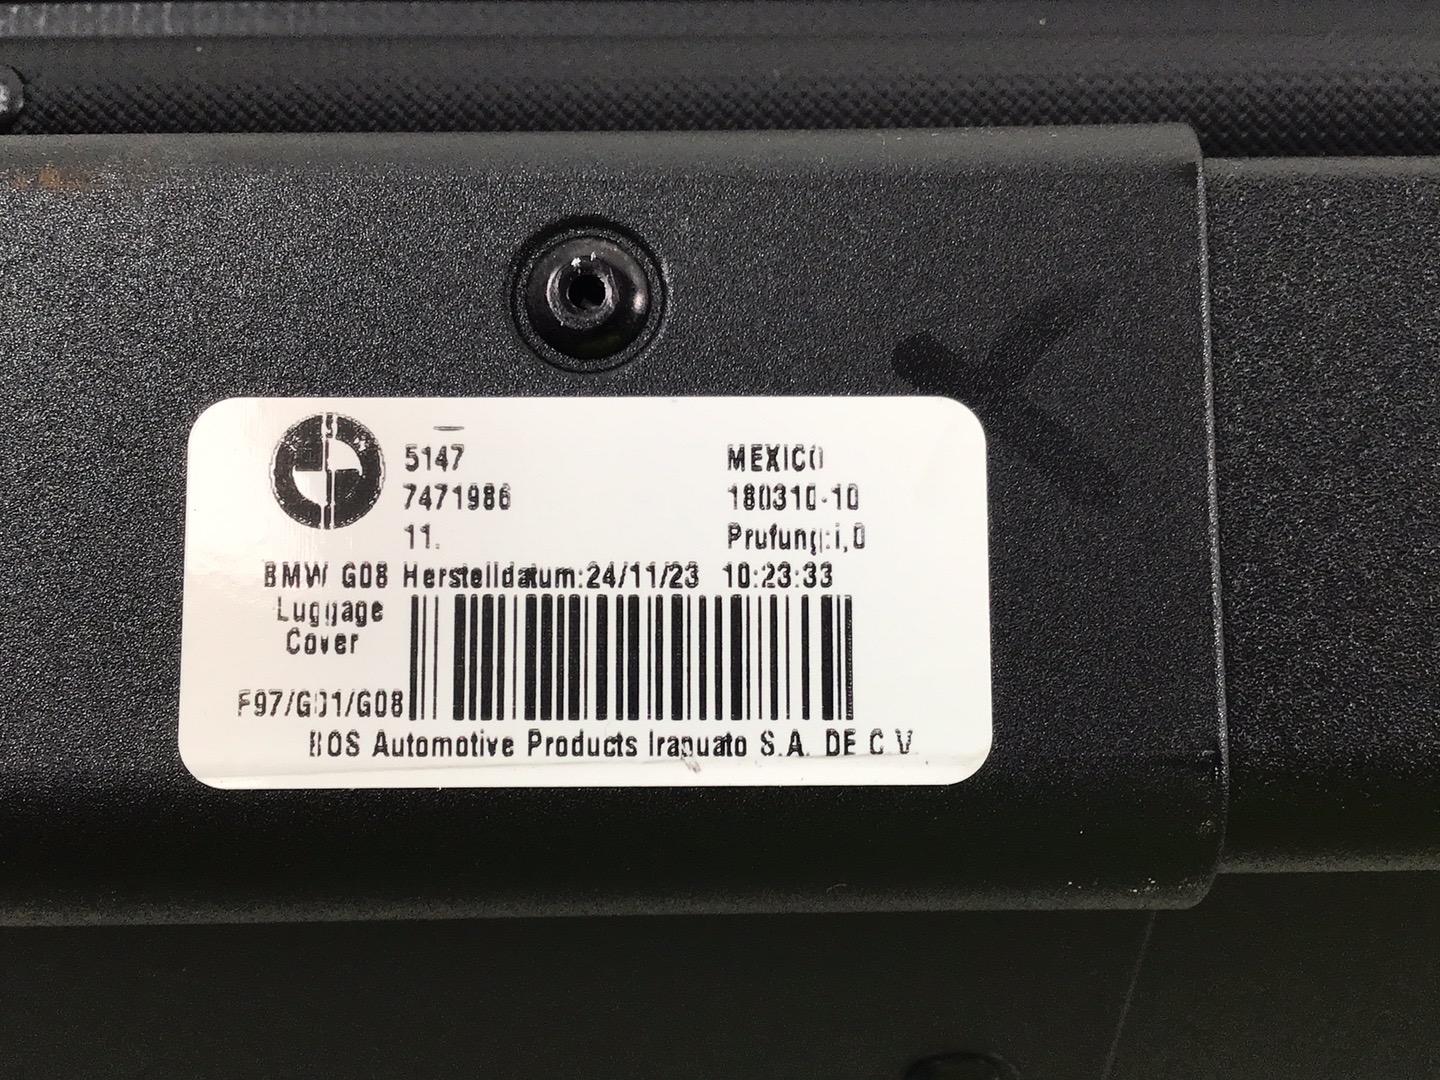 5147
MEXICO
7471986
180310-10
11.
Prufung:i,0
BMW G08 Herstelldatum:24/11/23 10:23:33
Luggage
Cover
F97/G01/G08
BOS Automotive Products Irapuato S.A. DE C.V.